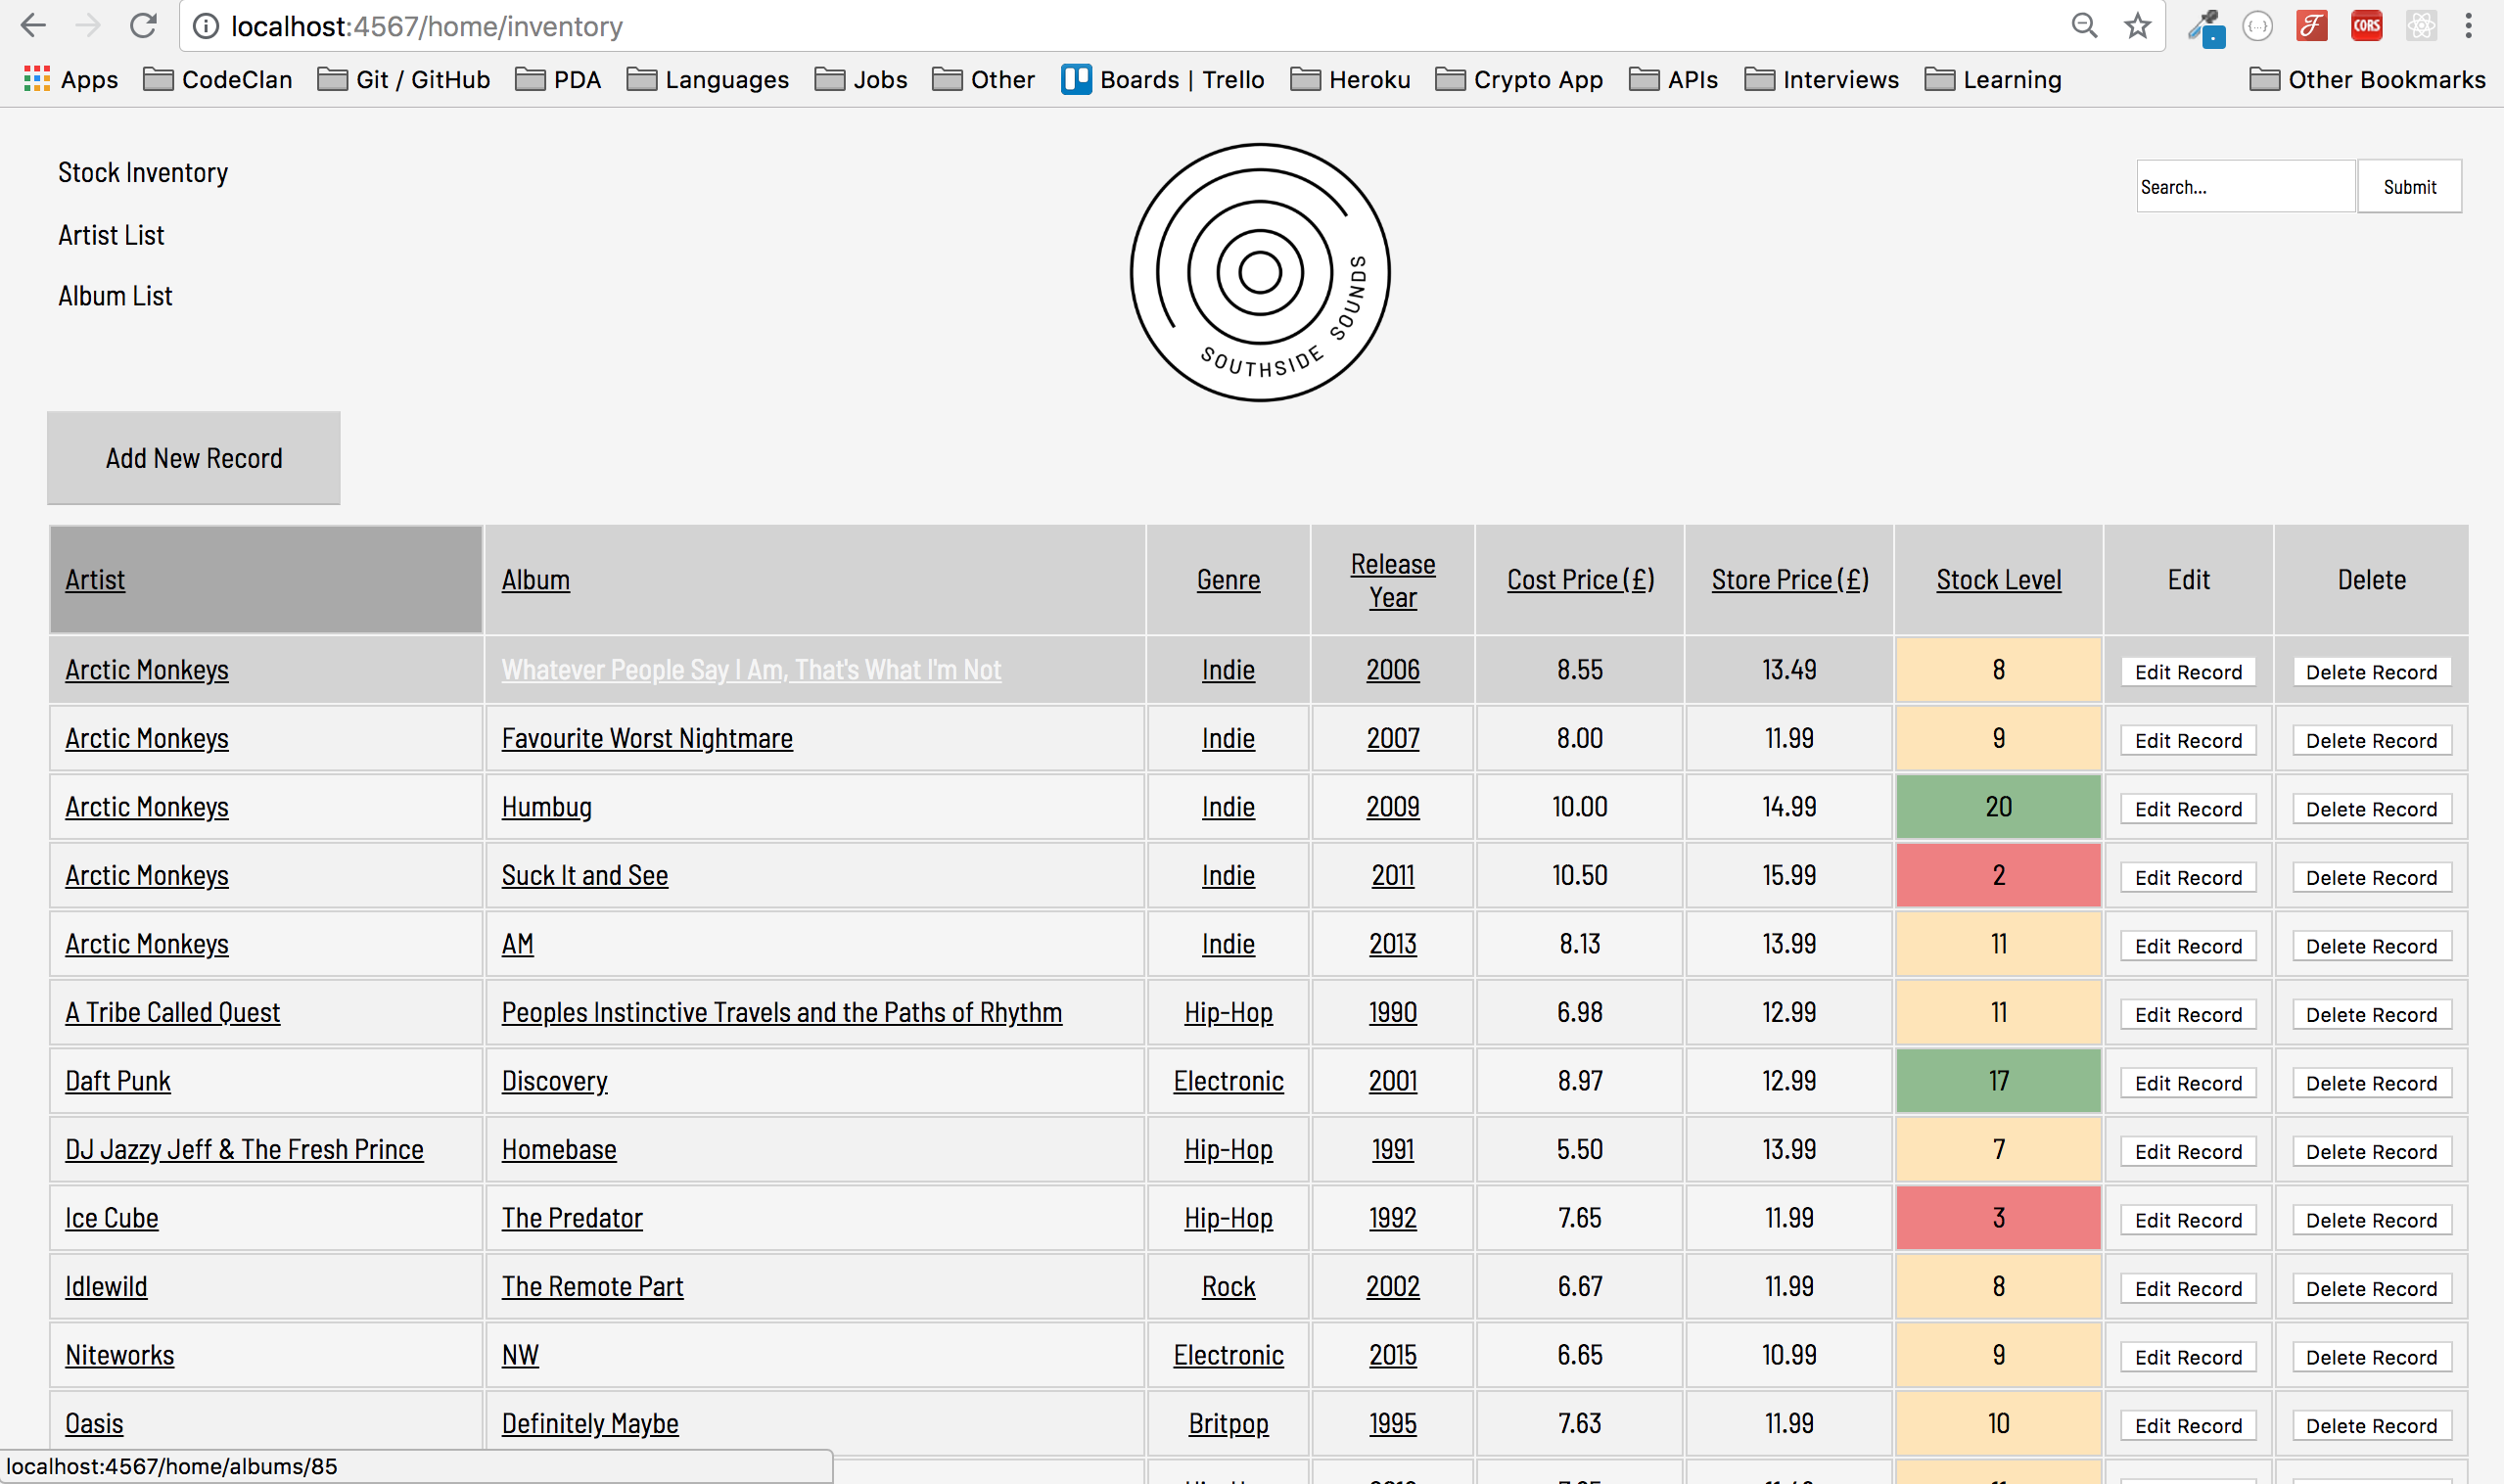 localhost:4567/home/inventory
Apps CodeClan Git / GitHub PDA Languages Jobs Other Boards | Trello Heroku Crypto App APIs Interviews Learning Other Bookmarks
CORS
Stock Inventory
Artist List
Album List
SOUTHSIDE SOUNDS
Search... Submit
Add New Record
Artist Album Genre Release Year Cost Price (£) Store Price (£) Stock Level Edit Delete
Arctic Monkeys Whatever People Say I Am, That's What I'm Not Indie 2006 8.55 13.49 8 Edit Record Delete Record
Arctic Monkeys Favourite Worst Nightmare Indie 2007 8.00 11.99 9 Edit Record Delete Record
Arctic Monkeys Humbug Indie 2009 10.00 14.99 20 Edit Record Delete Record
Arctic Monkeys Suck It and See Indie 2011 10.50 15.99 2 Edit Record Delete Record
Arctic Monkeys AM Indie 2013 8.13 13.99 11 Edit Record Delete Record
A Tribe Called Quest Peoples Instinctive Travels and the Paths of Rhythm Hip-Hop 1990 6.98 12.99 11 Edit Record Delete Record
Daft Punk Discovery Electronic 2001 8.97 12.99 17 Edit Record Delete Record
DJ Jazzy Jeff & The Fresh Prince Homebase Hip-Hop 1991 5.50 13.99 7 Edit Record Delete Record
Ice Cube The Predator Hip-Hop 1992 7.65 11.99 3 Edit Record Delete Record
Idlewild The Remote Part Rock 2002 6.67 11.99 8 Edit Record Delete Record
Niteworks NW Electronic 2015 6.65 10.99 9 Edit Record Delete Record
Oasis Definitely Maybe Britpop 1995 7.63 11.99 10 Edit Record Delete Record
localhost:4567/home/albums/85